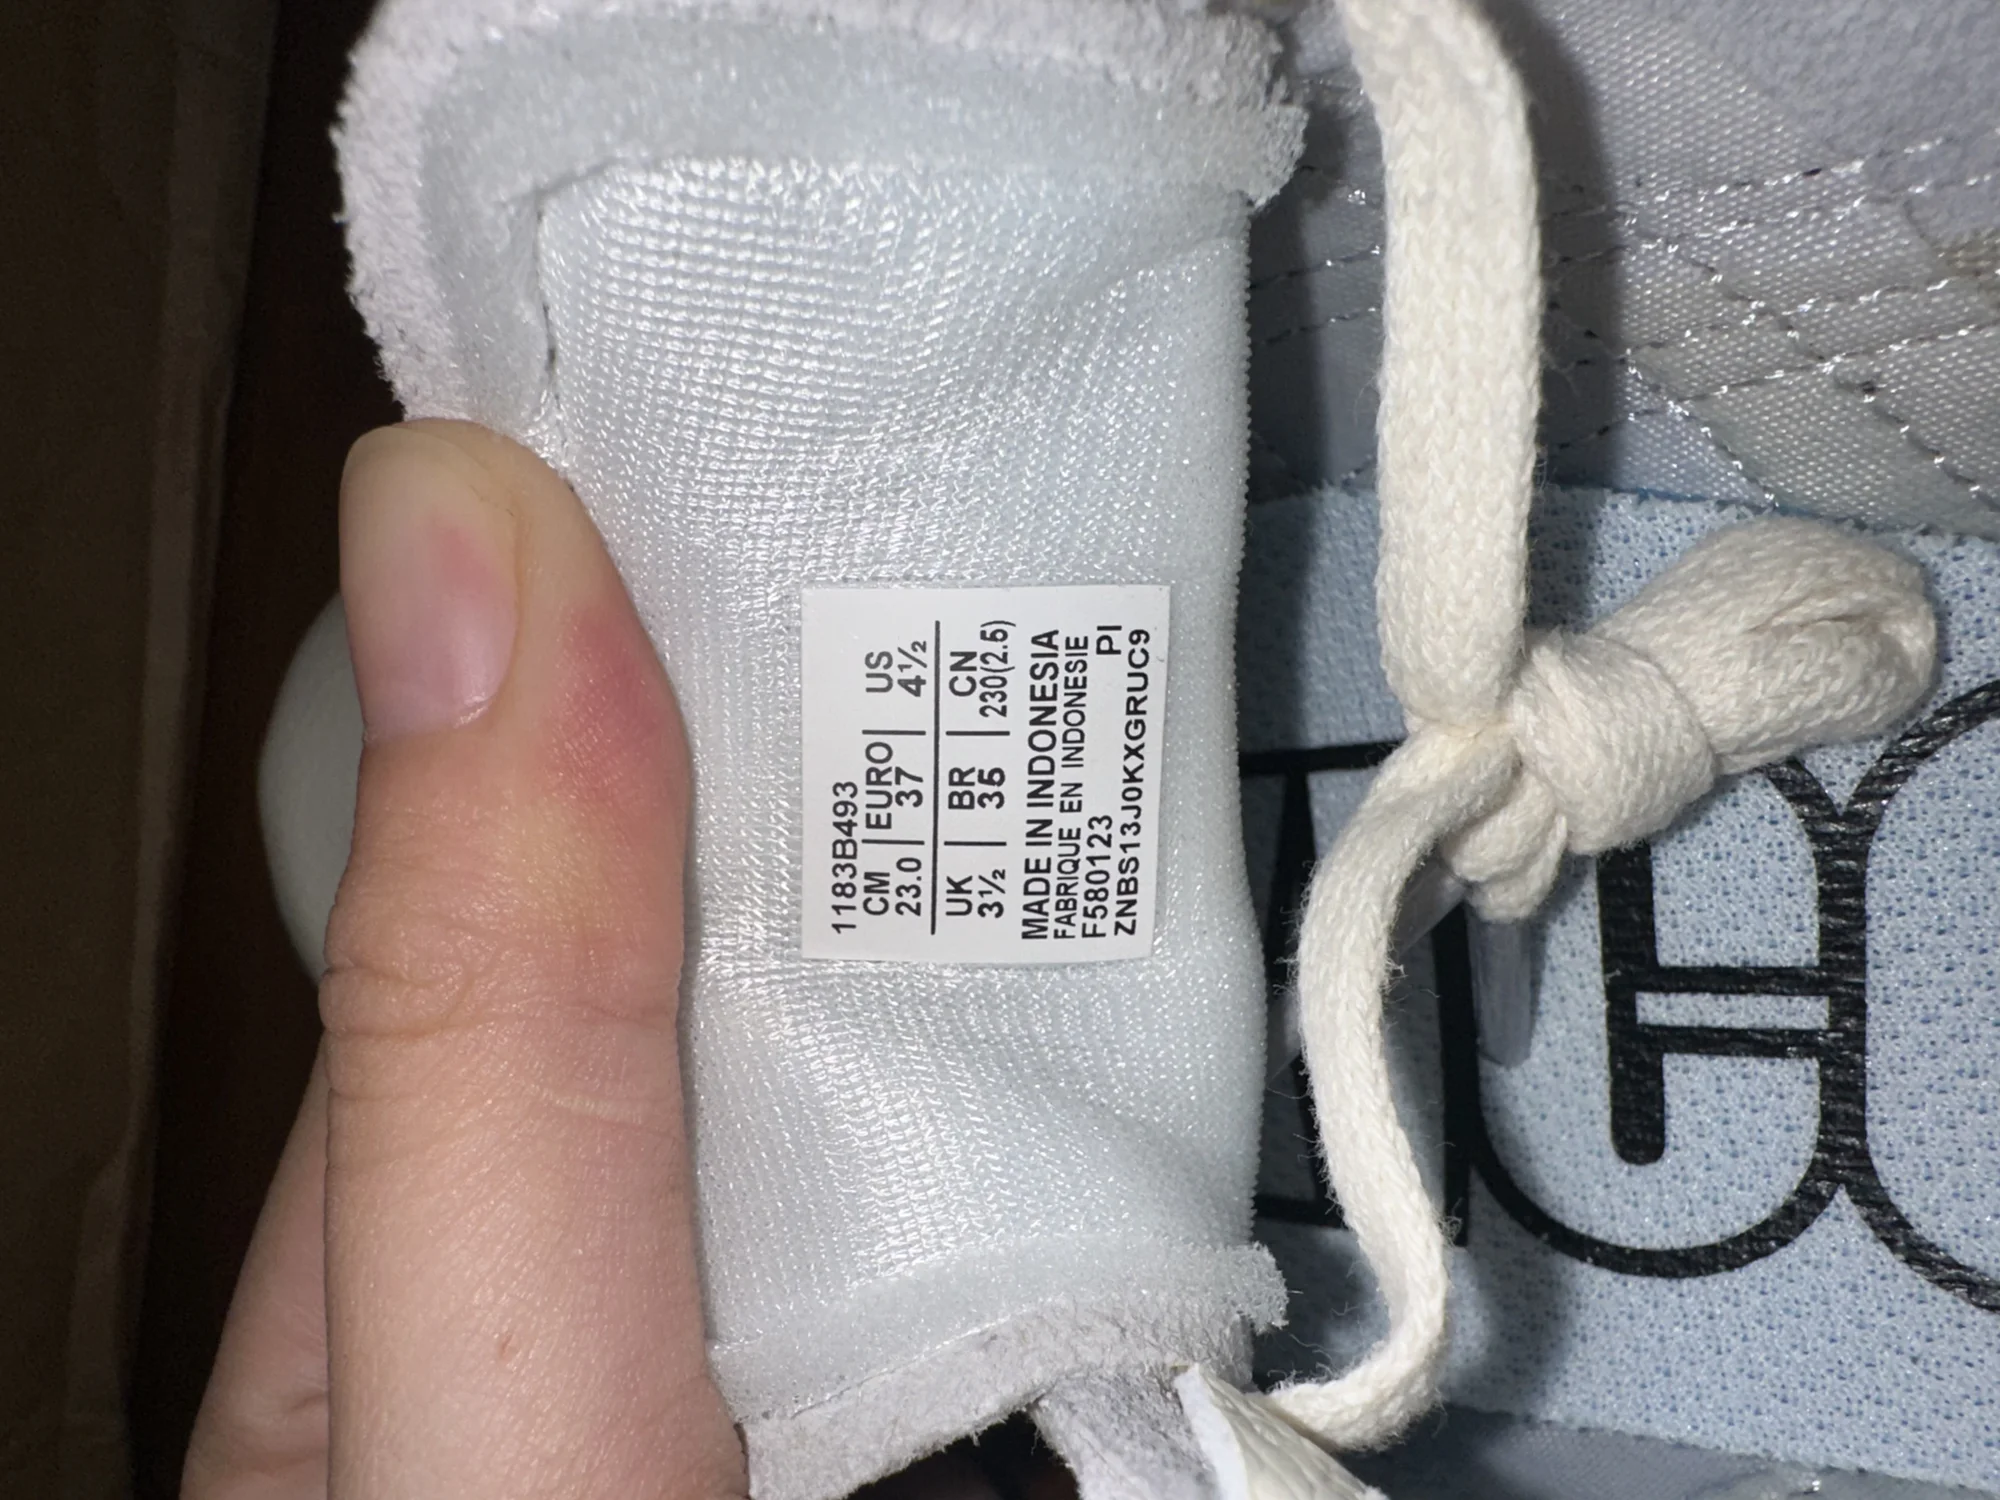 1183B493
CM | EURO | US
23.0 | 37 | 4½
UK | BR | CN
3½ | 35 | 230(2.5)
MADE IN INDONESIA
FABRIQUE EN INDONESIE
F580123 PI
ZNBS13J0KXGRUC9